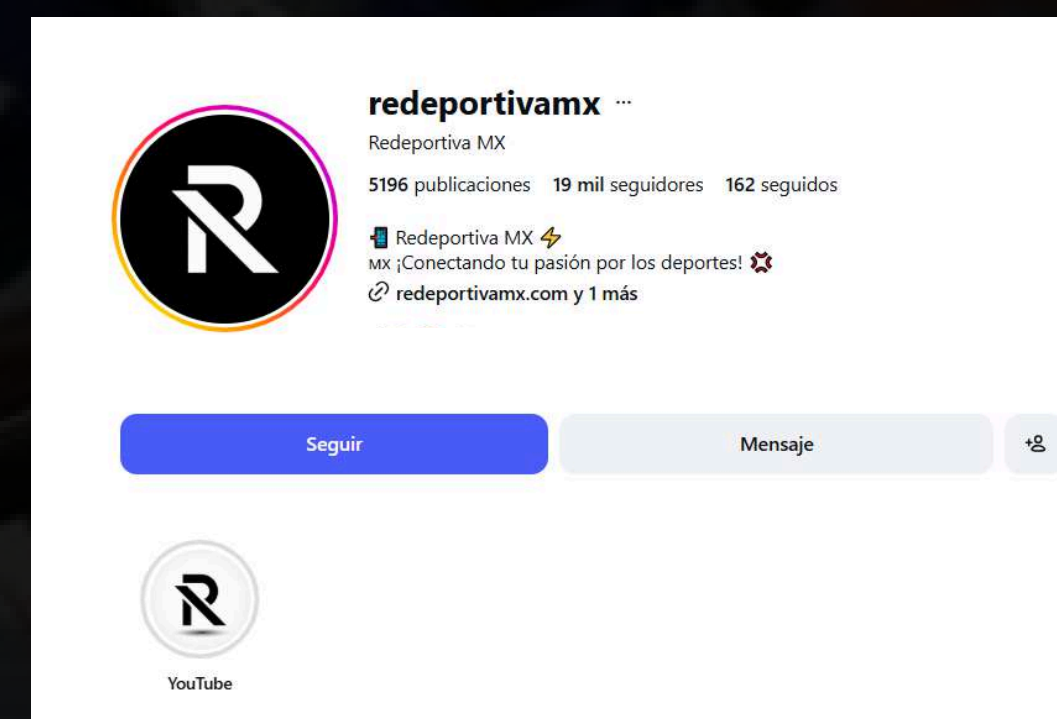 redeportivamx ...
Redeportiva MX
5196 publicaciones 19 mil seguidores 162 seguidos
📲 Redeportiva MX ⚡
MX ¡Conectando tu pasión por los deportes! 💢
redeportivamx.com y 1 más
Seguir Mensaje
YouTube